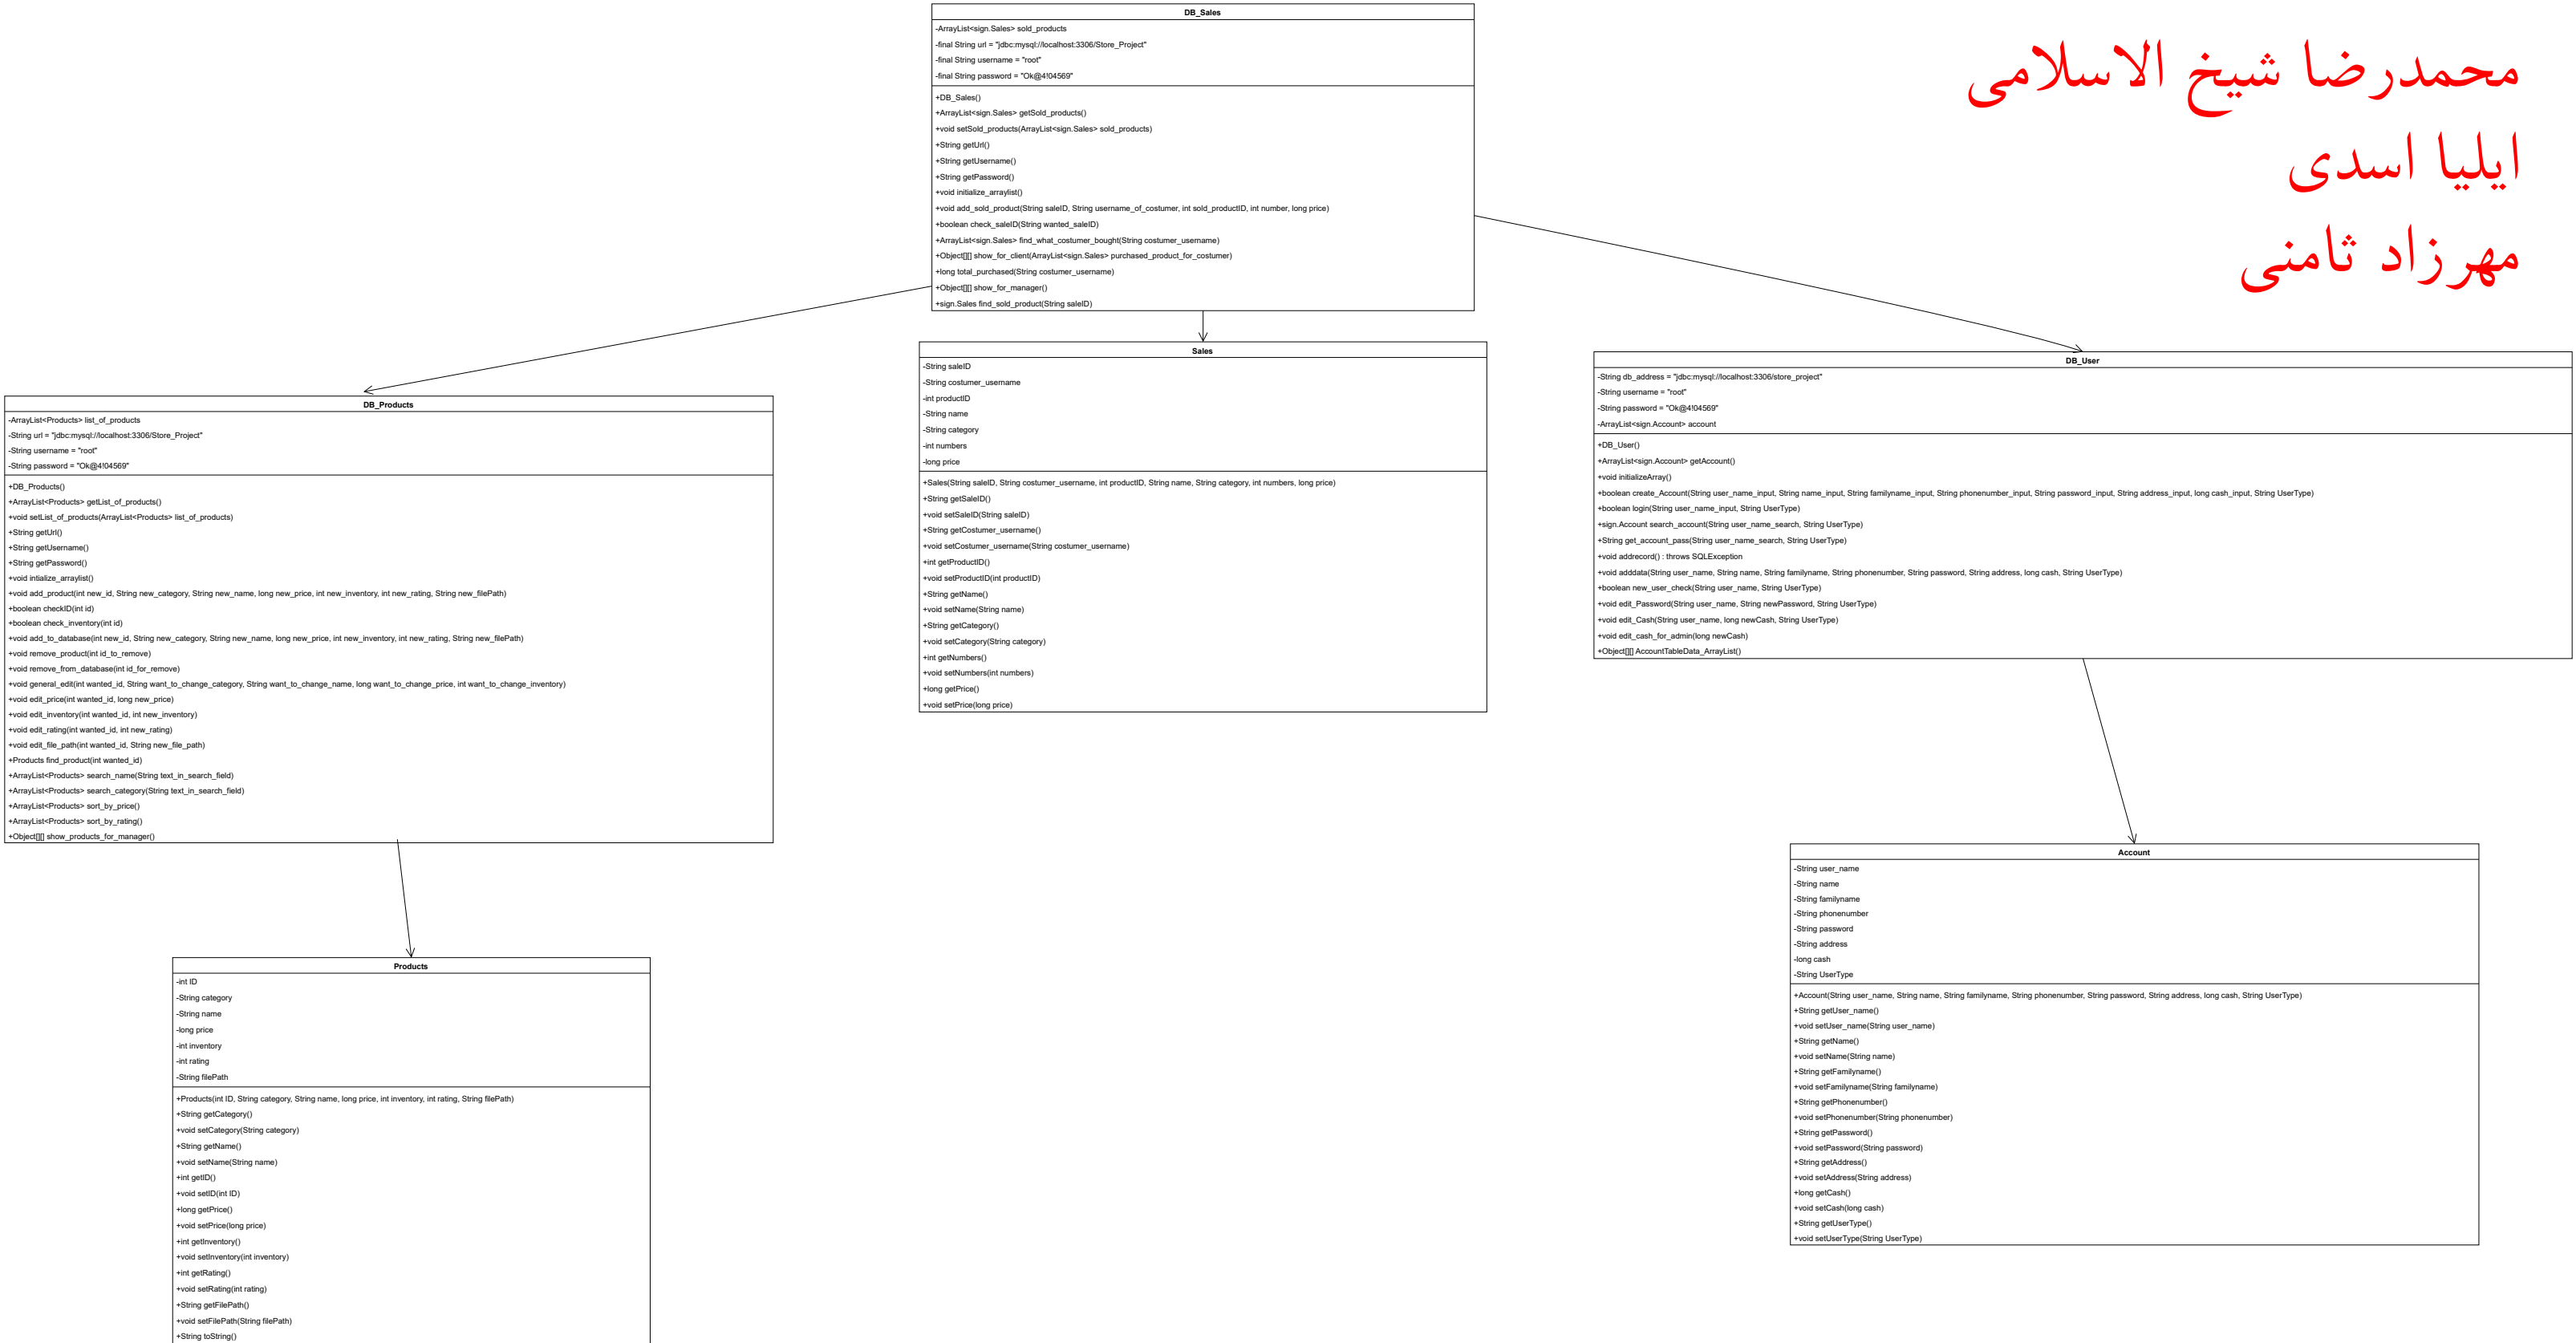 DB_Sales
-ArrayList<sign.Sales> sold_products
-final String url = "jdbc:mysql://localhost:3306/Store_Project"
-final String username = "root"
-final String password = "Ok@4!04569"
+DB_Sales()
+ArrayList<sign.Sales> getSold_products()
+void setSold_products(ArrayList<sign.Sales> sold_products)
+String getUrl()
+String getUsername()
+String getPassword()
+void initialize_arraylist()
+void add_sold_product(String saleID, String username_of_costumer, int sold_productID, int number, long price)
+boolean check_saleID(String wanted_saleID)
+ArrayList<sign.Sales> find_what_costumer_bought(String costumer_username)
+Object[][] show_for_client(ArrayList<sign.Sales> purchased_product_for_costumer)
+long total_purchased(String costumer_username)
+Object[][] show_for_manager()
+sign.Sales find_sold_product(String saleID)
محمدرضا شیخ الاسلامی
ایلیا اسدی
مهرزاد ثامنی
DB_Products
-ArrayList<Products> list_of_products
-String url = "jdbc:mysql://localhost:3306/Store_Project"
-String username = "root"
-String password = "Ok@4!04569"
+DB_Products()
+ArrayList<Products> getList_of_products()
+void setList_of_products(ArrayList<Products> list_of_products)
+String getUrl()
+String getUsername()
+String getPassword()
+void intialize_arraylist()
+void add_product(int new_id, String new_category, String new_name, long new_price, int new_inventory, int new_rating, String new_filePath)
+boolean checkID(int id)
+boolean check_inventory(int id)
+void add_to_database(int new_id, String new_category, String new_name, long new_price, int new_inventory, int new_rating, String new_filePath)
+void remove_product(int id_to_remove)
+void remove_from_database(int id_for_remove)
+void general_edit(int wanted_id, String want_to_change_category, String want_to_change_name, long want_to_change_price, int want_to_change_inventory)
+void edit_price(int wanted_id, long new_price)
+void edit_inventory(int wanted_id, int new_inventory)
+void edit_rating(int wanted_id, int new_rating)
+void edit_file_path(int wanted_id, String new_file_path)
+Products find_product(int wanted_id)
+ArrayList<Products> search_name(String text_in_search_field)
+ArrayList<Products> search_category(String text_in_search_field)
+ArrayList<Products> sort_by_price()
+ArrayList<Products> sort_by_rating()
+Object[][] show_products_for_manager()
Sales
-String saleID
-String costumer_username
-int productID
-String name
-String category
-int numbers
-long price
+Sales(String saleID, String costumer_username, int productID, String name, String category, int numbers, long price)
+String getSaleID()
+void setSaleID(String saleID)
+String getCostumer_username()
+void setCostumer_username(String costumer_username)
+int getProductID()
+void setProductID(int productID)
+String getName()
+void setName(String name)
+String getCategory()
+void setCategory(String category)
+int getNumbers()
+void setNumbers(int numbers)
+long getPrice()
+void setPrice(long price)
DB_User
-String db_address = "jdbc:mysql://localhost:3306/store_project"
-String username = "root"
-String password = "Ok@4!04569"
-ArrayList<sign.Account> account
+DB_User()
+ArrayList<sign.Account> getAccount()
+void initializeArray()
+boolean create_Account(String user_name_input, String name_input, String familyname_input, String phonenumber_input, String password_input, String address_input, long cash_input, String UserType)
+boolean login(String user_name_input, String UserType)
+sign.Account search_account(String user_name_search, String UserType)
+String get_account_pass(String user_name_search, String UserType)
+void addrecord() : throws SQLException
+void adddata(String user_name, String name, String familyname, String phonenumber, String password, String address, long cash, String UserType)
+boolean new_user_check(String user_name, String UserType)
+void edit_Password(String user_name, String newPassword, String UserType)
+void edit_Cash(String user_name, long newCash, String UserType)
+void edit_cash_for_admin(long newCash)
+Object[][] AccountTableData_ArrayList()
Products
-int ID
-String category
-String name
-long price
-int inventory
-int rating
-String filePath
+Products(int ID, String category, String name, long price, int inventory, int rating, String filePath)
+String getCategory()
+void setCategory(String category)
+String getName()
+void setName(String name)
+int getID()
+void setID(int ID)
+long getPrice()
+void setPrice(long price)
+int getInventory()
+void setInventory(int inventory)
+int getRating()
+void setRating(int rating)
+String getFilePath()
+void setFilePath(String filePath)
+String toString()
Account
-String user_name
-String name
-String familyname
-String phonenumber
-String password
-String address
-long cash
-String UserType
+Account(String user_name, String name, String familyname, String phonenumber, String password, String address, long cash, String UserType)
+String getUser_name()
+void setUser_name(String user_name)
+String getName()
+void setName(String name)
+String getFamilyname()
+void setFamilyname(String familyname)
+String getPhonenumber()
+void setPhonenumber(String phonenumber)
+String getPassword()
+void setPassword(String password)
+String getAddress()
+void setAddress(String address)
+long getCash()
+void setCash(long cash)
+String getUserType()
+void setUserType(String UserType)